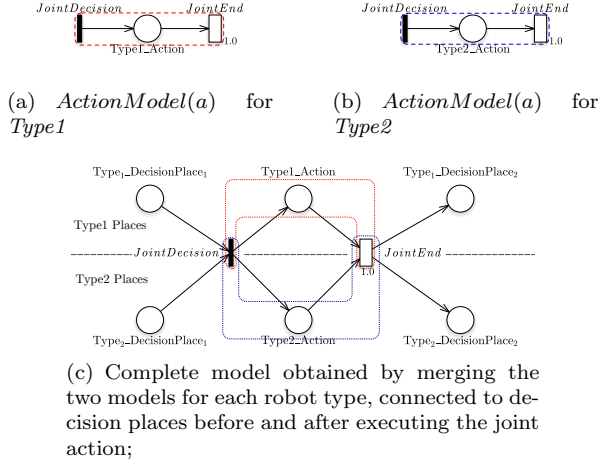 JointDecision JointEnd
1.0
Type1_Action
JointDecision JointEnd
1.0
Type2_Action
(a) ActionModel(a) for
Type1
(b) ActionModel(a) for
Type2
Type1_DecisionPlace1 Type1_Action Type1_DecisionPlace2
Type1 Places
JointDecision JointEnd
Type2 Places
1.0
Type2_DecisionPlace1 Type2_Action Type2_DecisionPlace2
(c) Complete model obtained by merging the
two models for each robot type, connected to de-
cision places before and after executing the joint
action;